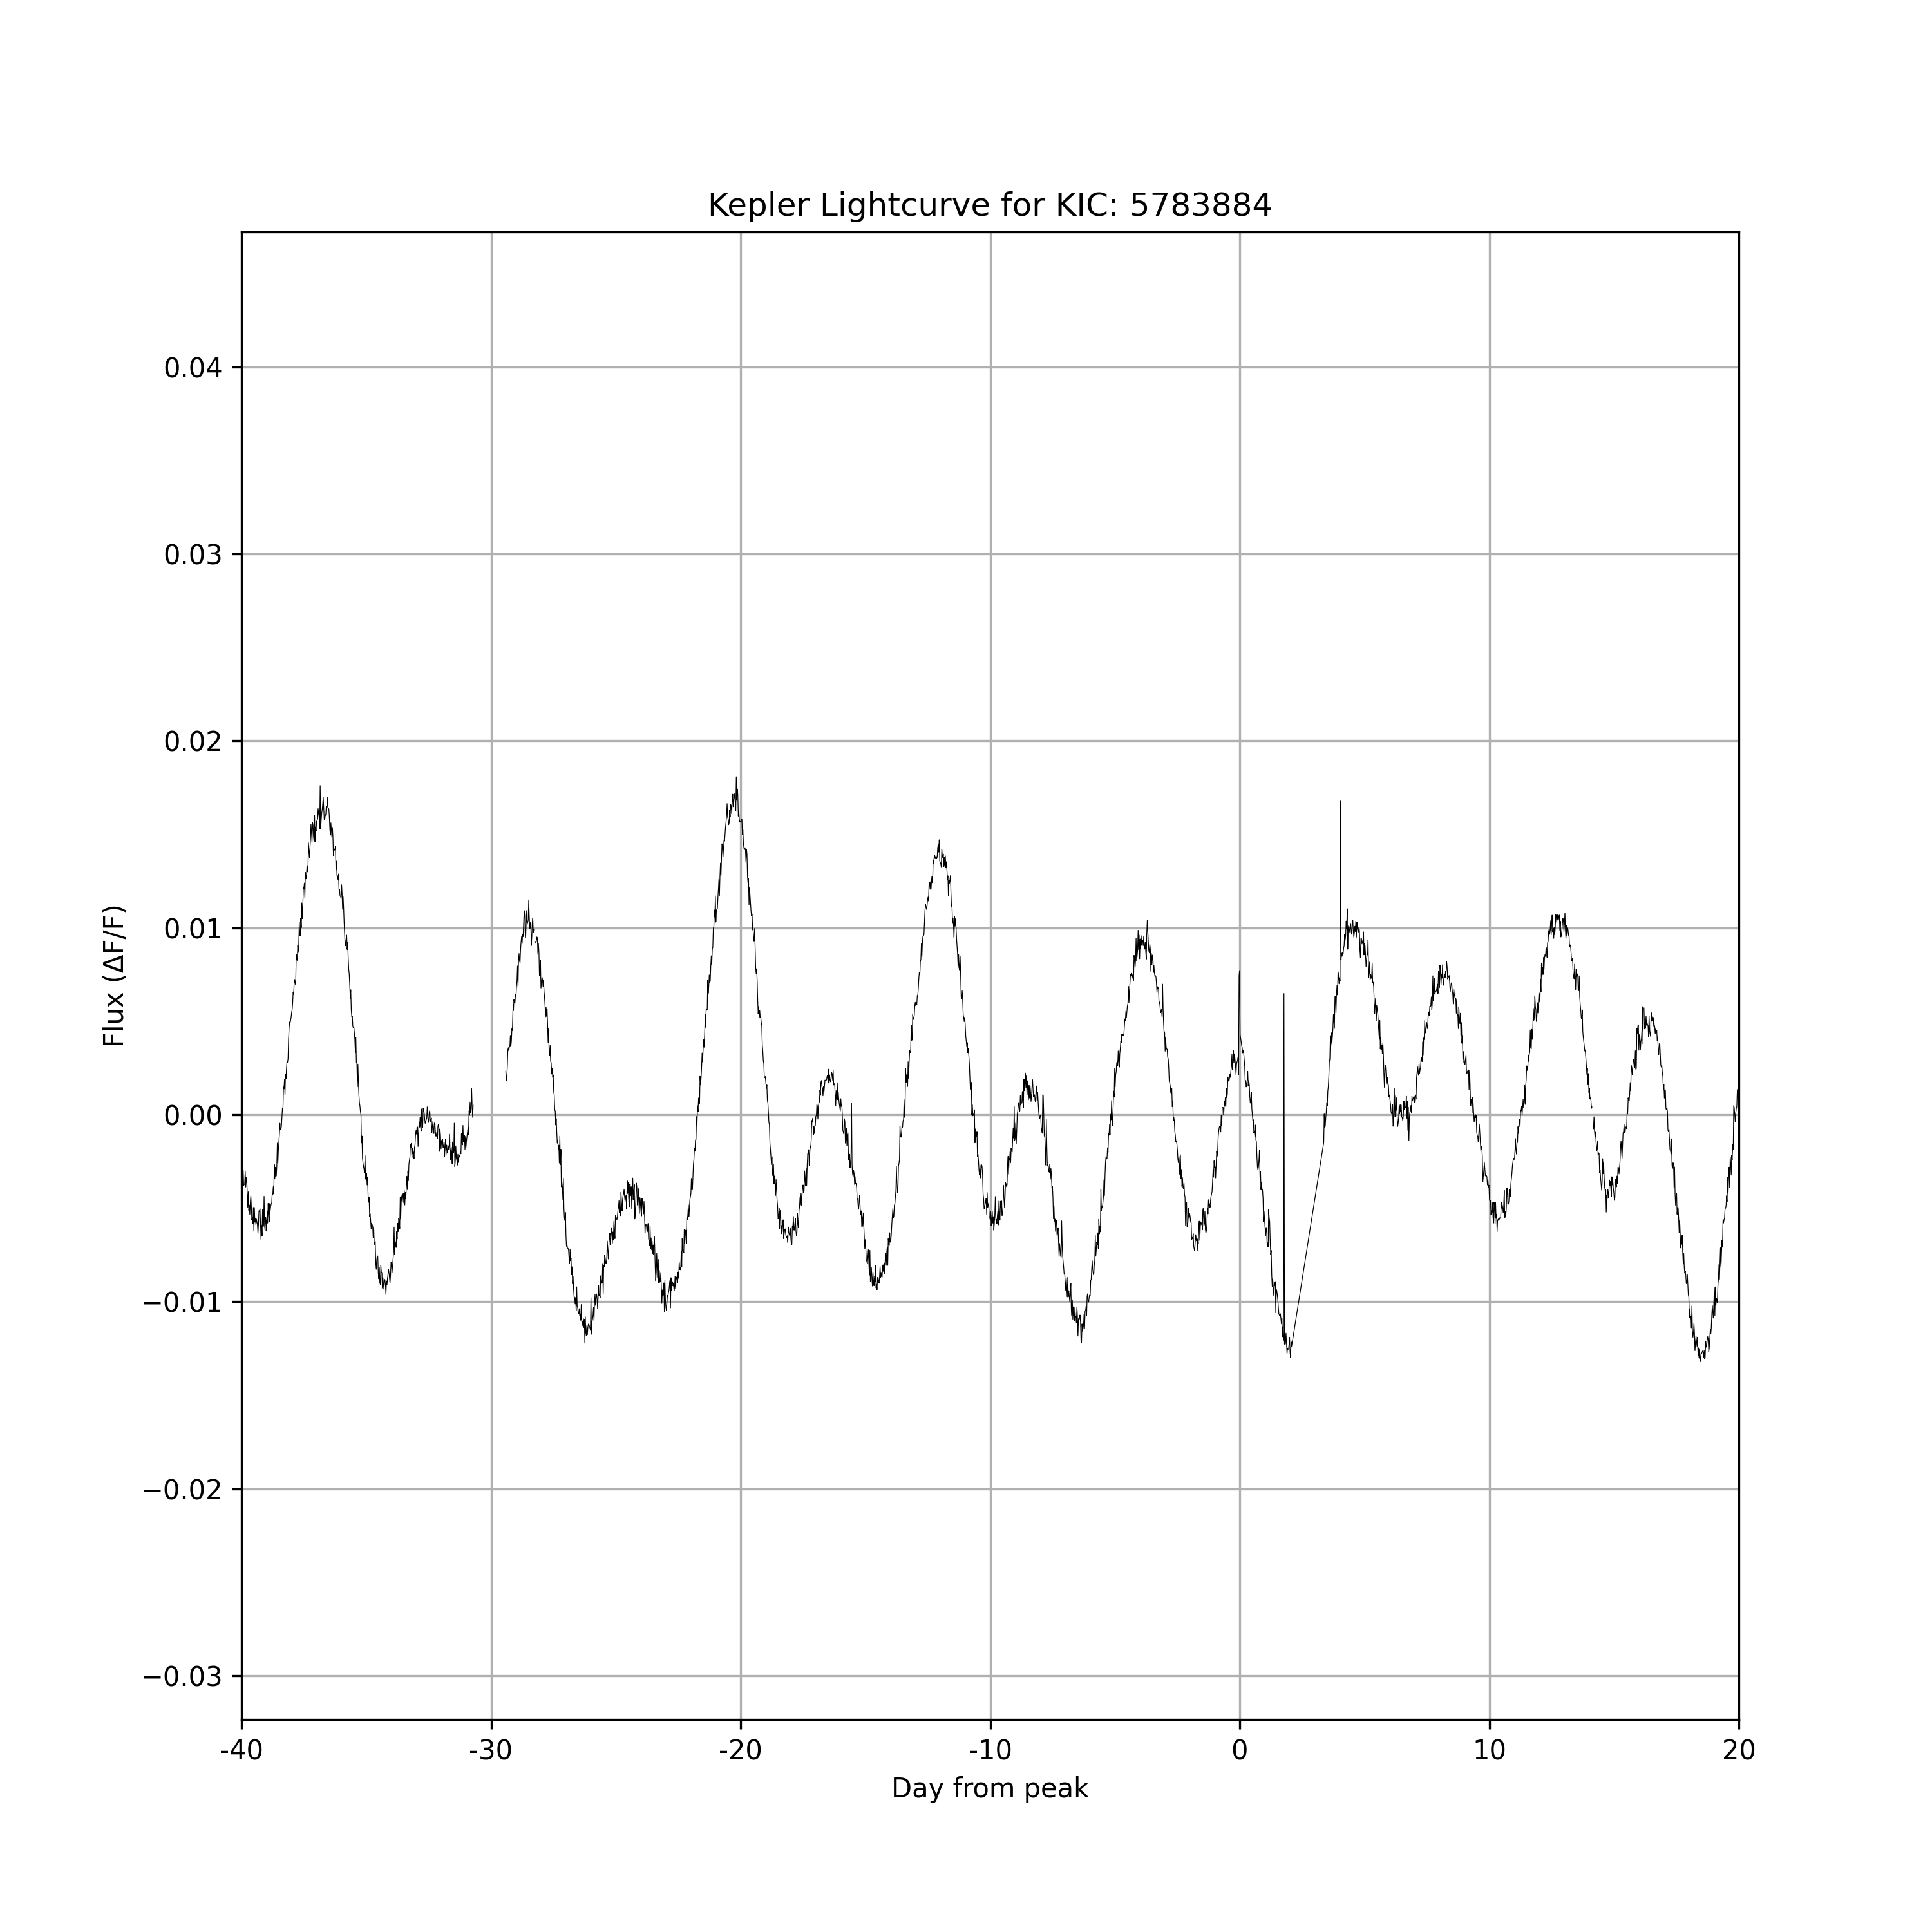 Kepler Lightcurve for KIC: 5783884
Flux (ΔF/F)
0.04
0.03
0.02
0.01
0.00
−0.01
−0.02
−0.03
-40 -30 -20 -10 0 10 20
Day from peak